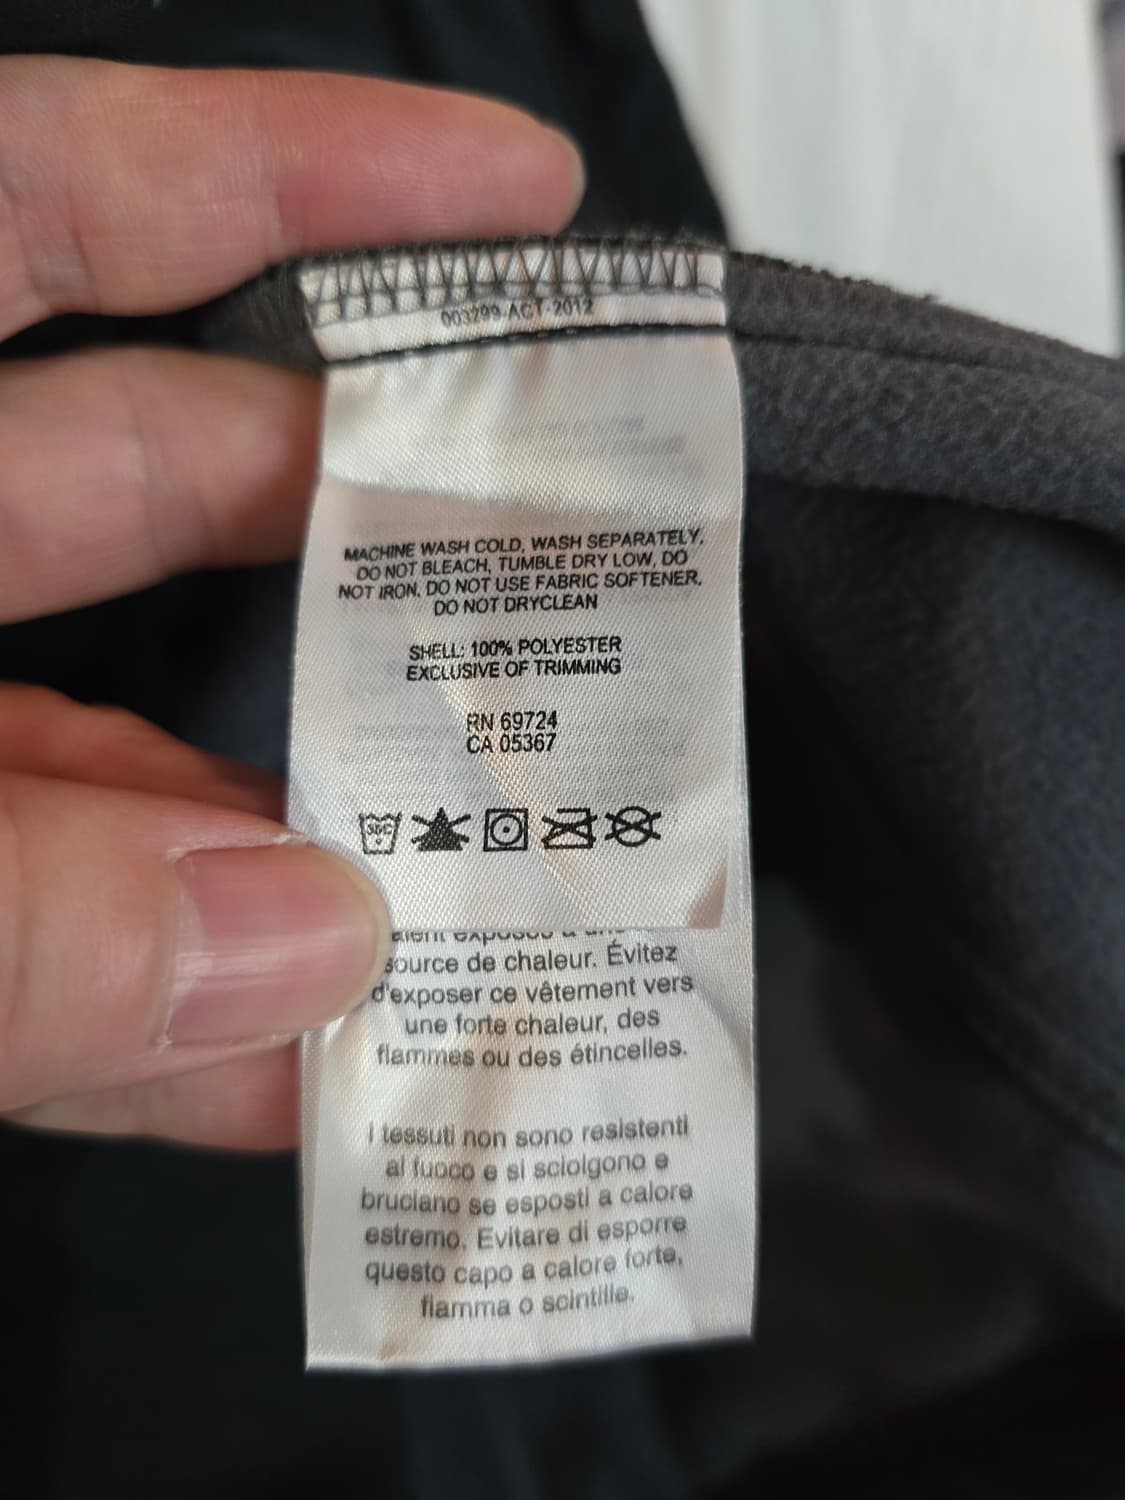 003299-ACT-2012
MACHINE WASH COLD, WASH SEPARATELY,
DO NOT BLEACH, TUMBLE DRY LOW, DO
NOT IRON, DO NOT USE FABRIC SOFTENER,
DO NOT DRYCLEAN
SHELL: 100% POLYESTER
EXCLUSIVE OF TRIMMING
RN 69724
CA 05367
30C
source de chaleur. Évitez
d'exposer ce vêtement vers
une forte chaleur, des
flammes ou des étincelles.
I tessuti non sono resistenti
al fuoco e si sciolgono e
bruciano se esposti a calore
estremo. Evitare di esporre
questo capo a calore forte,
fiamma o scintille.